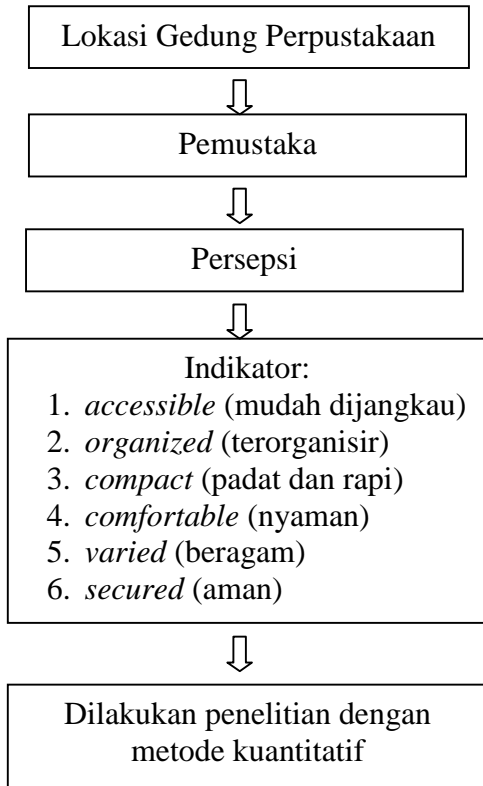 Lokasi Gedung Perpustakaan
Pemustaka
Persepsi
Indikator:
1. accessible (mudah dijangkau)
2. organized (terorganisir)
3. compact (padat dan rapi)
4. comfortable (nyaman)
5. varied (beragam)
6. secured (aman)
Dilakukan penelitian dengan
metode kuantitatif